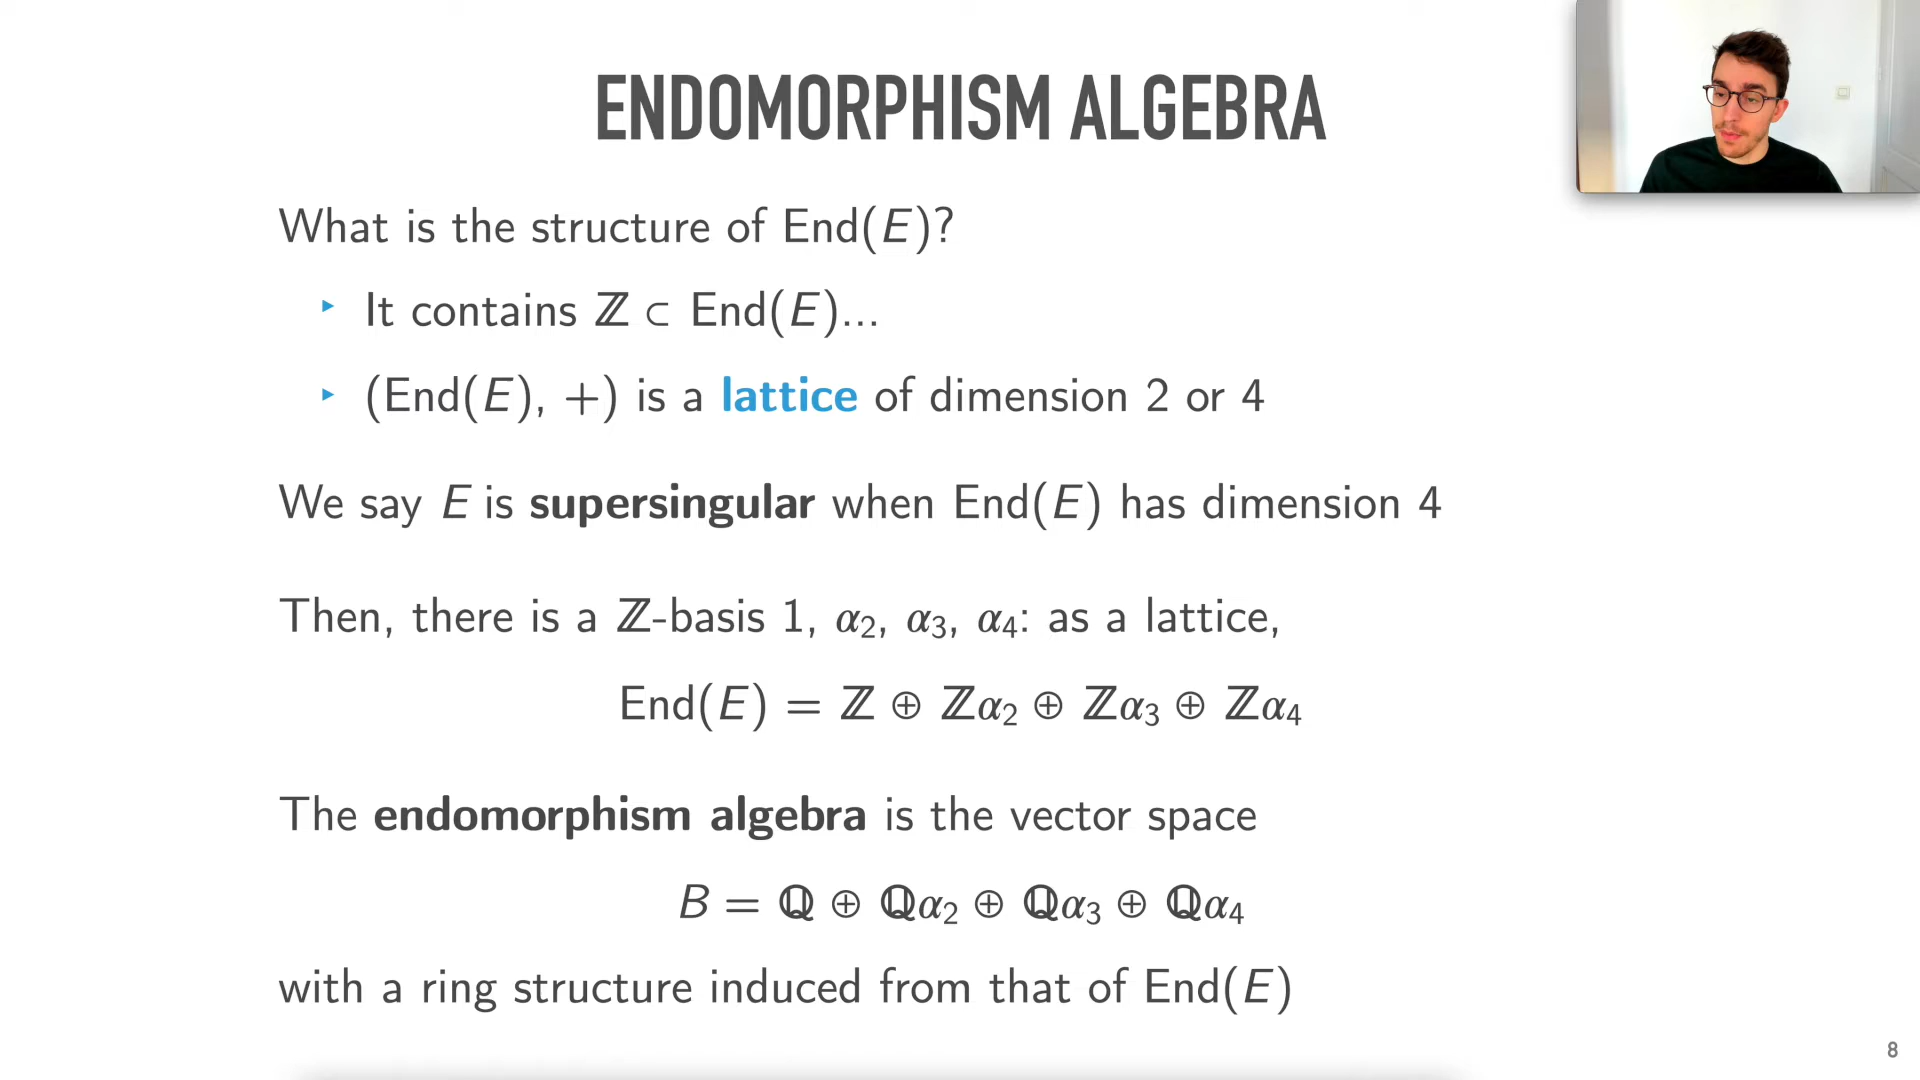 ENDOMORPHISM ALGEBRA
What is the structure of End(E)?
‣ It contains ℤ ⊂ End(E)...
‣ (End(E), +) is a lattice of dimension 2 or 4
We say E is supersingular when End(E) has dimension 4
Then, there is a ℤ-basis 1, α₂, α₃, α₄: as a lattice,
End(E) = ℤ ⊕ ℤα₂ ⊕ ℤα₃ ⊕ ℤα₄
The endomorphism algebra is the vector space
B = ℚ ⊕ ℚα₂ ⊕ ℚα₃ ⊕ ℚα₄
with a ring structure induced from that of End(E)
8